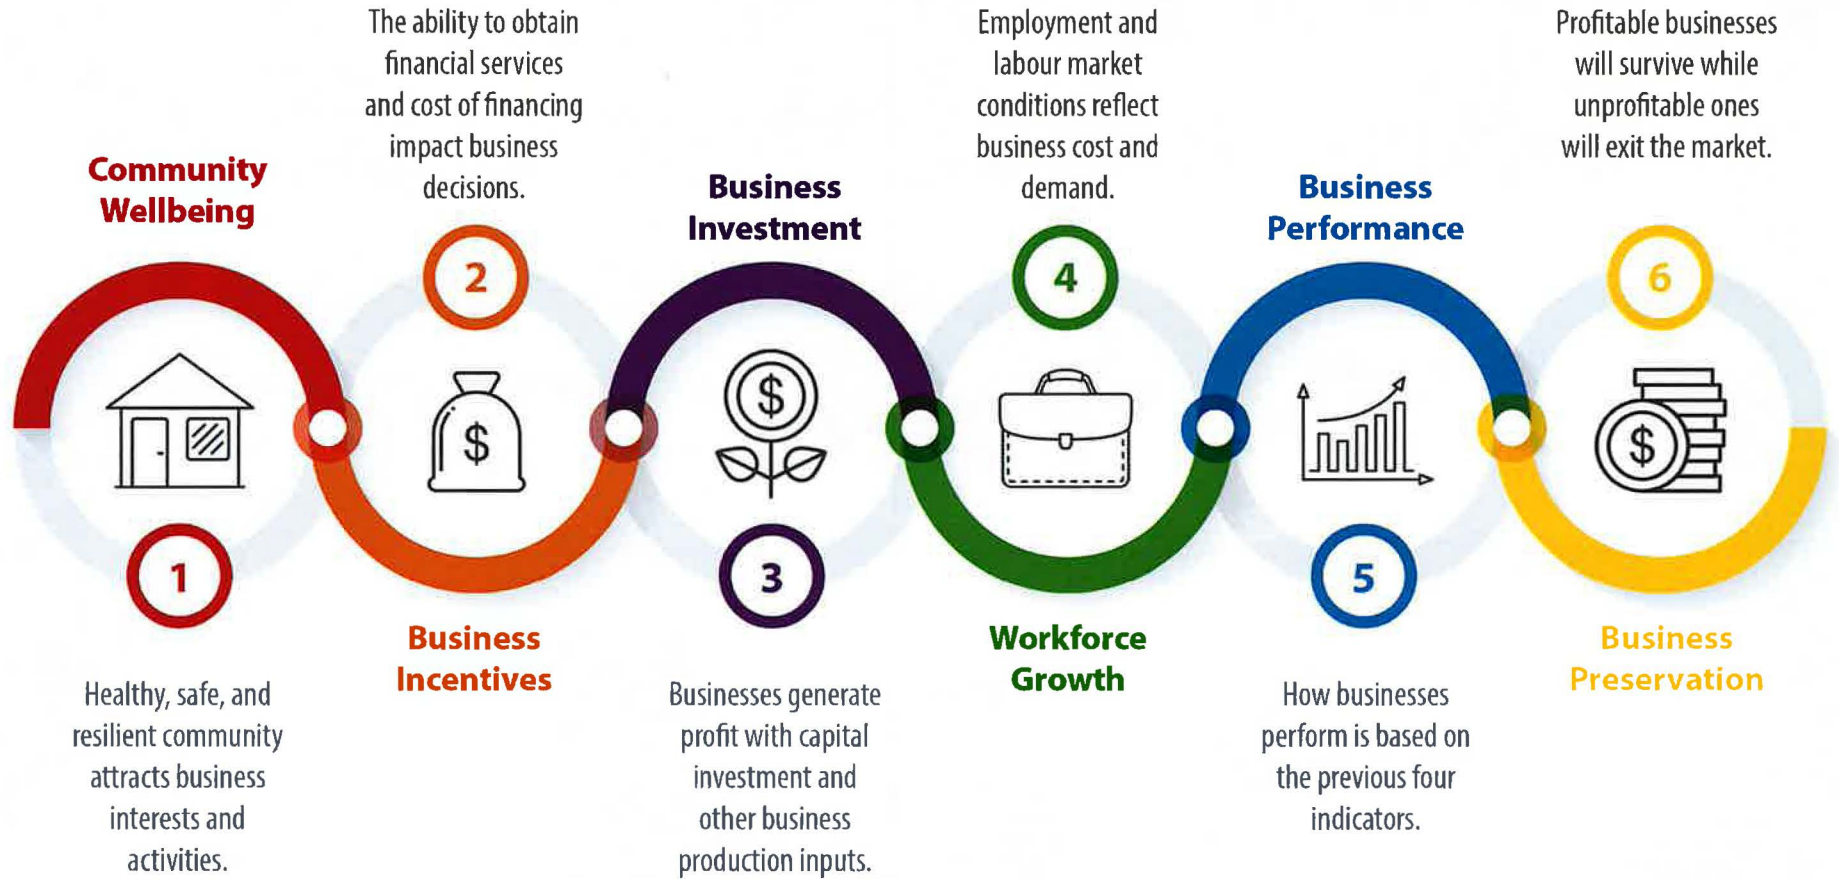 Community
Wellbeing
1
Healthy, safe, and
resilient community
attracts business
interests and
activities.
The ability to obtain
financial services
and cost of financing
impact business
decisions.
2
$
Business
Incentives
Business
Investment
$
3
Businesses generate
profit with capital
investment and
other business
production inputs.
Employment and
labour market
conditions reflect
business cost and
demand.
4
Workforce
Growth
Business
Performance
5
How businesses
perform is based on
the previous four
indicators.
Profitable businesses
will survive while
unprofitable ones
will exit the market.
6
$
Business
Preservation